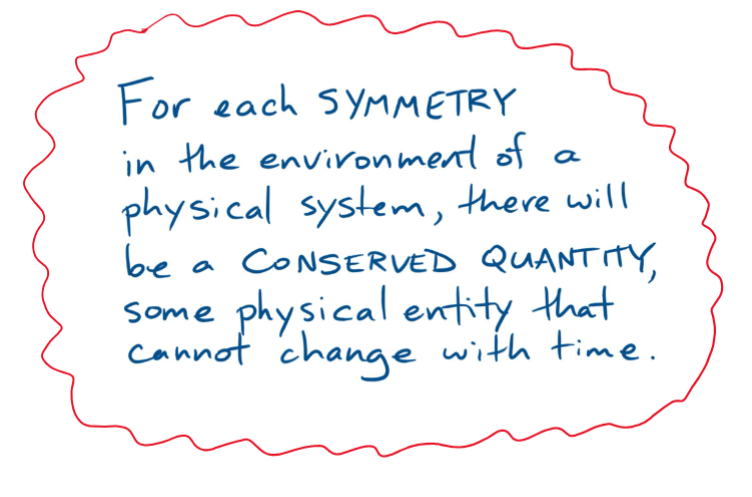 For each SYMMETRY
in the environment of a
physical system, there will
be a CONSERVED QUANTITY,
some physical entity that
cannot change with time.